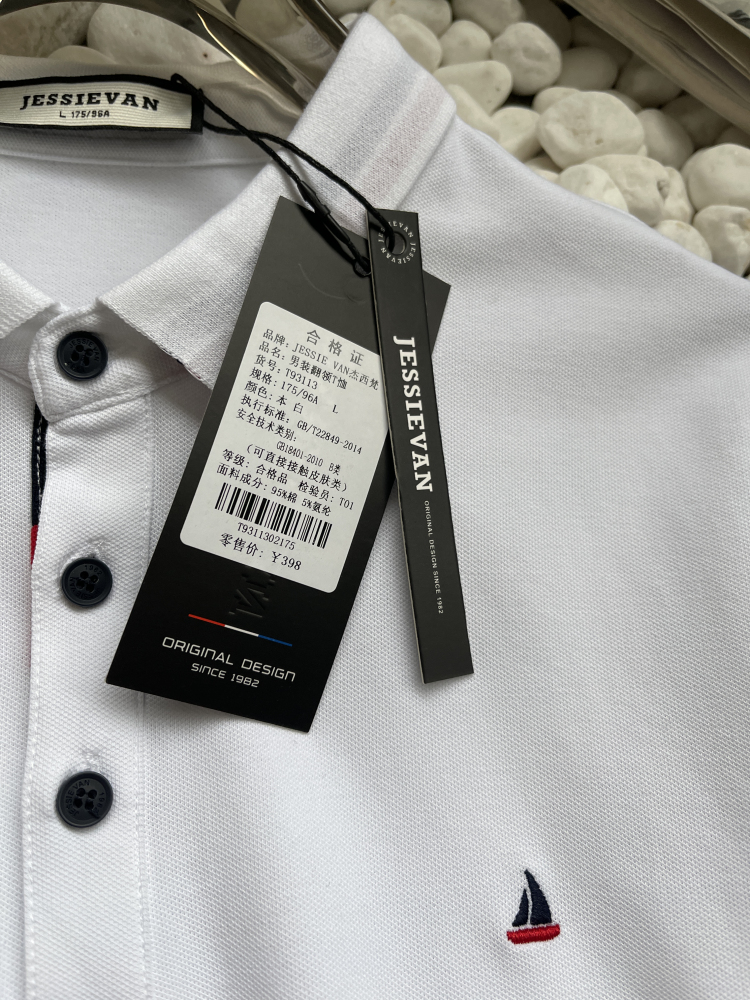 JESSIEVAN
L 175/96A
合格证
品牌: JESSIE VAN杰西梵
品名: 男装翻领T恤
货号: T93113
规格: 175/96A L
颜色: 本 白
执行标准: GB/T22849-2014
安全技术类别:
GB18401-2010 B类
(可直接接触皮肤类)
等级: 合格品 检验员: T01
面料成分: 95%棉 5%氨纶
T9311302175
零售价: ¥398
ORIGINAL DESIGN
SINCE 1982
JESSIEVAN JESSIEVAN
JESSIEVAN
ORIGINAL DESIGN SINCE 1982
JESSIEVAN